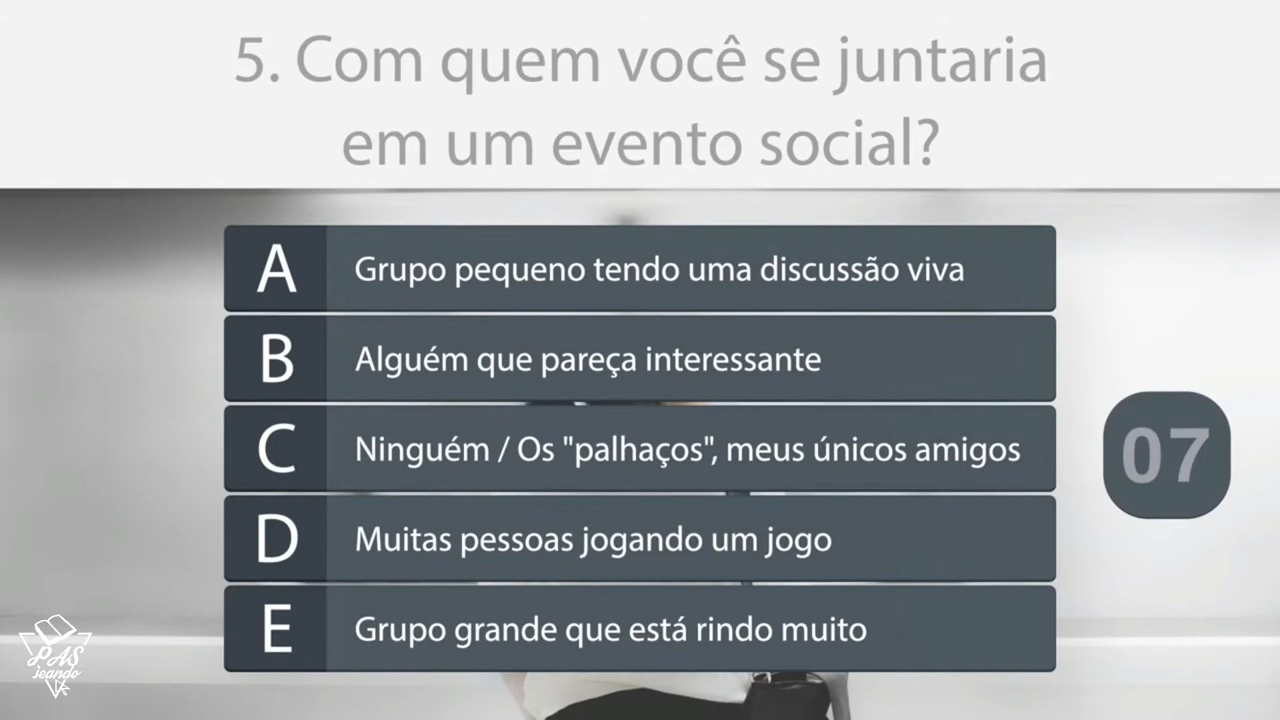 5. Com quem você se juntaria
em um evento social?
A Grupo pequeno tendo uma discussão viva
B Alguém que pareça interessante
C Ninguém / Os "palhaços", meus únicos amigos
07
D Muitas pessoas jogando um jogo
E Grupo grande que está rindo muito
PAS
jeando